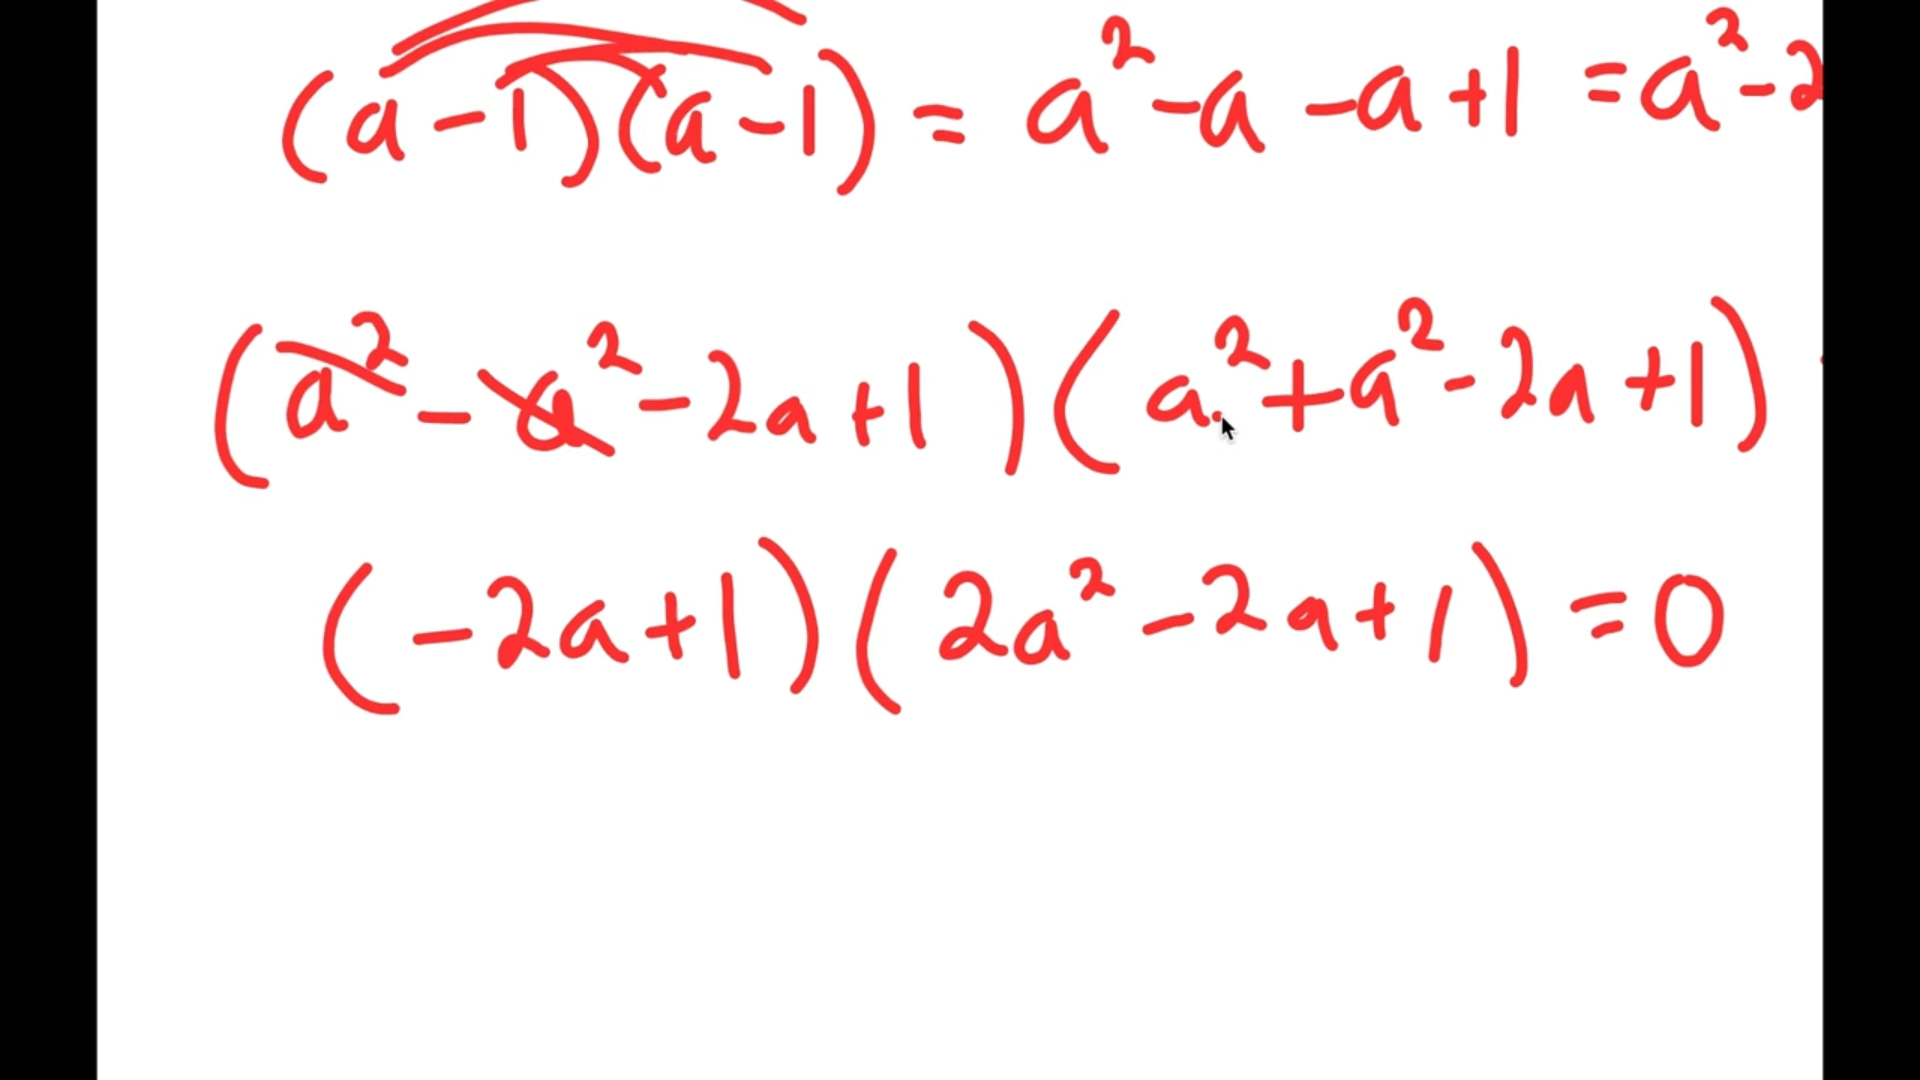 (a-1)(a-1) = a²-a-a+1 = a²-2
(a²-a²-2a+1)(a²+a²-2a+1)
(-2a+1)(2a²-2a+1)=0